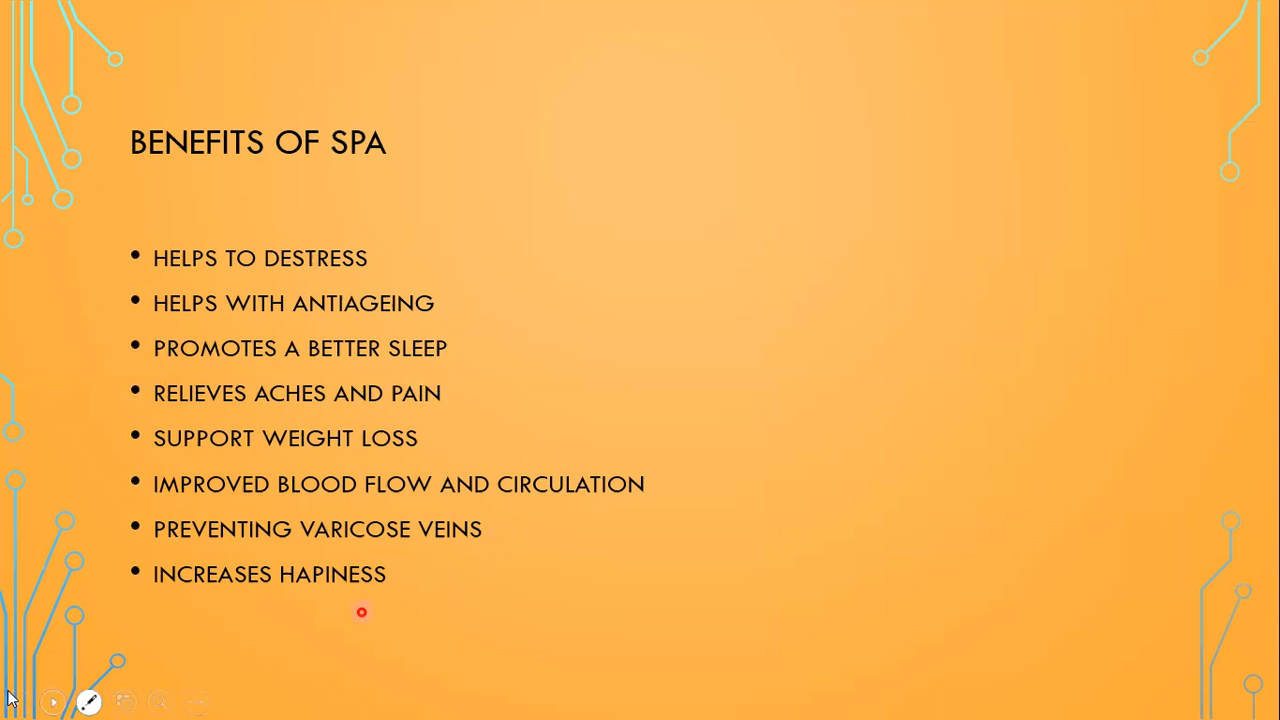 BENEFITS OF SPA
• HELPS TO DESTRESS
• HELPS WITH ANTIAGEING
• PROMOTES A BETTER SLEEP
• RELIEVES ACHES AND PAIN
• SUPPORT WEIGHT LOSS
• IMPROVED BLOOD FLOW AND CIRCULATION
• PREVENTING VARICOSE VEINS
• INCREASES HAPINESS